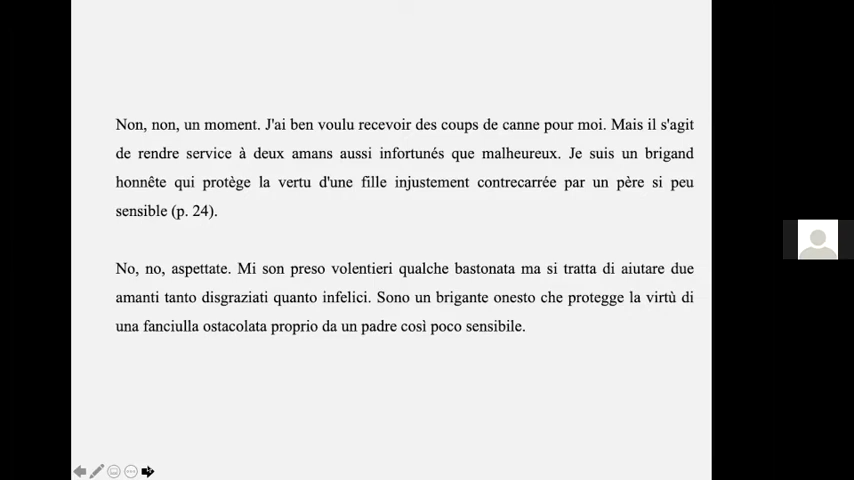 Non, non, un moment. J'ai ben voulu recevoir des coups de canne pour moi. Mais il s'agit
de rendre service à deux amans aussi infortunés que malheureux. Je suis un brigand
honnête qui protège la vertu d'une fille injustement contrecarrée par un père si peu
sensible (p. 24).
No, no, aspettate. Mi son preso volentieri qualche bastonata ma si tratta di aiutare due
amanti tanto disgraziati quanto infelici. Sono un brigante onesto che protegge la virtù di
una fanciulla ostacolata proprio da un padre così poco sensibile.